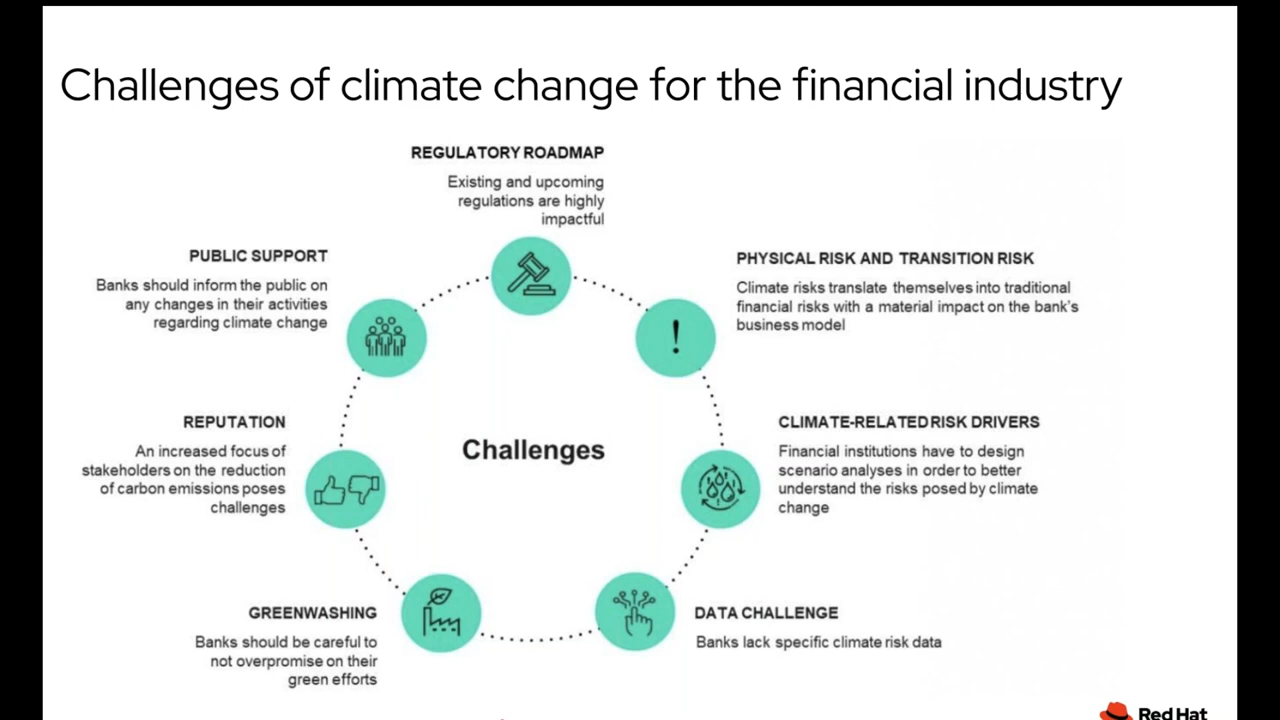 Challenges of climate change for the financial industry
REGULATORY ROADMAP
Existing and upcoming
regulations are highly
impactful
PHYSICAL RISK AND TRANSITION RISK
Climate risks translate themselves into traditional
financial risks with a material impact on the bank's
business model
CLIMATE-RELATED RISK DRIVERS
Financial institutions have to design
scenario analyses in order to better
understand the risks posed by climate
change
DATA CHALLENGE
Banks lack specific climate risk data
GREENWASHING
Banks should be careful to
not overpromise on their
green efforts
REPUTATION
An increased focus of
stakeholders on the reduction
of carbon emissions poses
challenges
PUBLIC SUPPORT
Banks should inform the public on
any changes in their activities
regarding climate change
Challenges
Red Hat